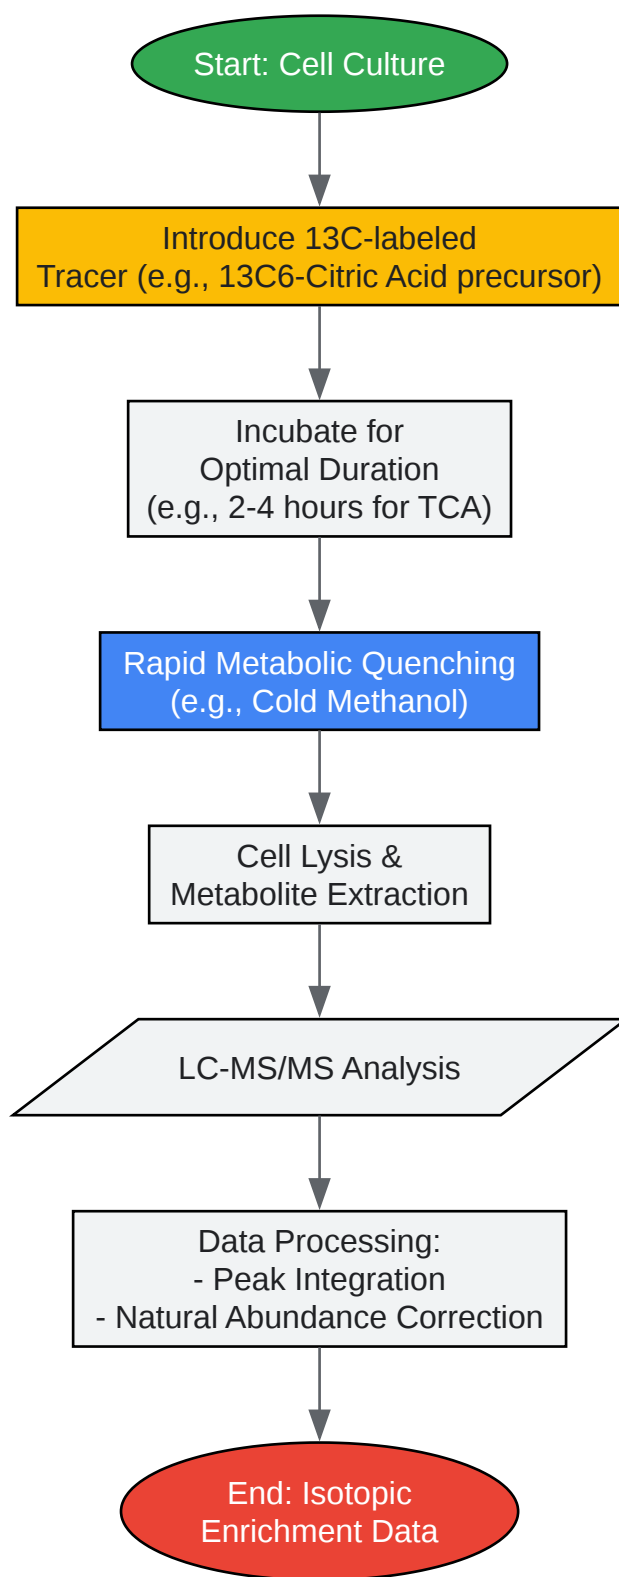 Start: Cell Culture
Introduce 13C-labeled
Tracer (e.g., 13C6-Citric Acid precursor)
Incubate for
Optimal Duration
(e.g., 2-4 hours for TCA)
Rapid Metabolic Quenching
(e.g., Cold Methanol)
Cell Lysis &
Metabolite Extraction
LC-MS/MS Analysis
Data Processing:
- Peak Integration
- Natural Abundance Correction
End: Isotopic
Enrichment Data